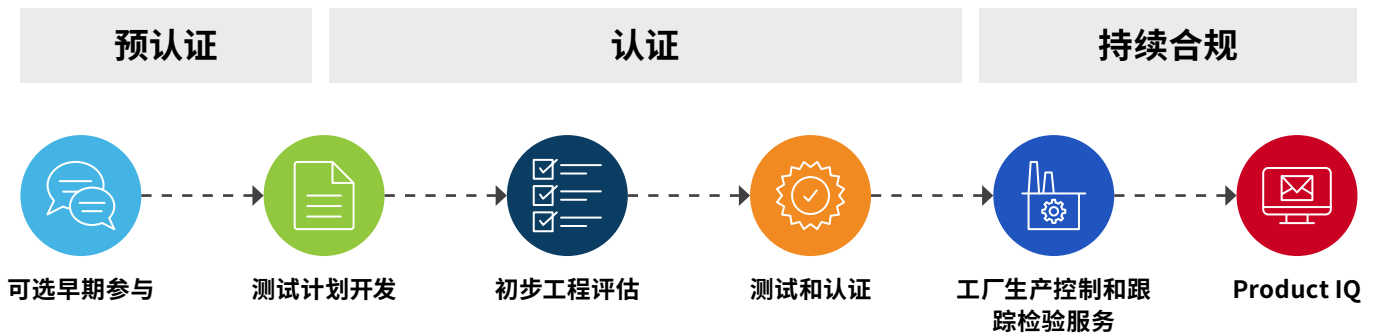 预认证
认证
持续合规
可选早期参与
测试计划开发
初步工程评估
测试和认证
工厂生产控制和跟
踪检验服务
Product IQ